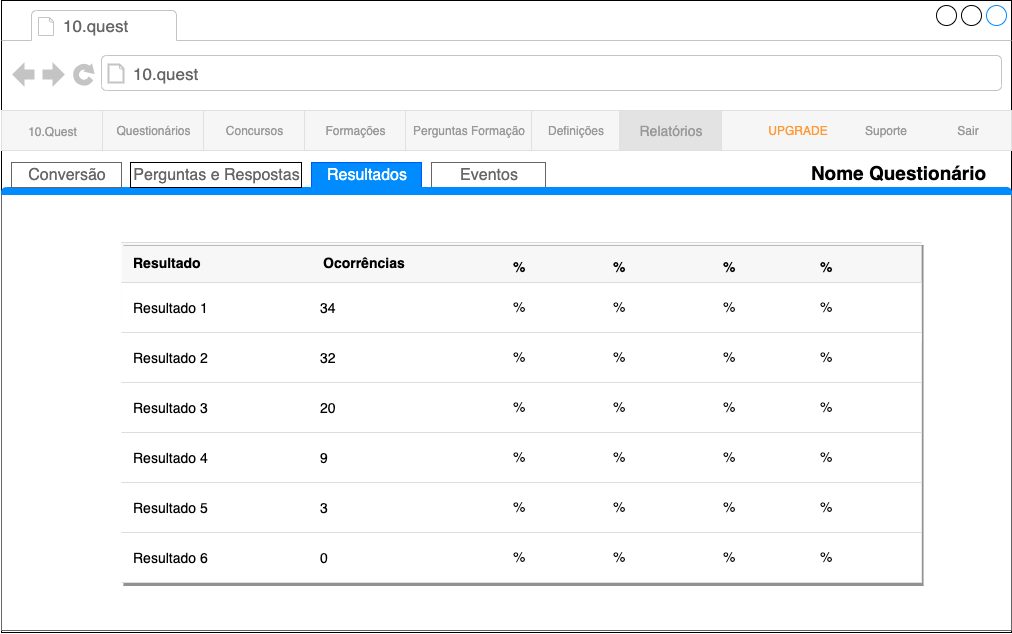 10.quest
10.quest
10.Quest Questionários Concursos Formações Perguntas Formação Definições Relatórios UPGRADE Suporte Sair
Conversão Perguntas e Respostas Resultados Eventos Nome Questionário
Resultado Ocorrências % % % %
Resultado 1 34 % % % %
Resultado 2 32 % % % %
Resultado 3 20 % % % %
Resultado 4 9 % % % %
Resultado 5 3 % % % %
Resultado 6 0 % % % %